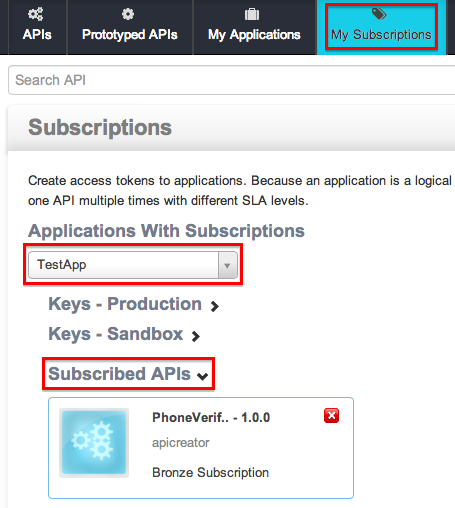 APIs
Prototyped APIs
My Applications
My Subscriptions
Search API
Subscriptions
Create access tokens to applications. Because an application is a logical
one API multiple times with different SLA levels.
Applications With Subscriptions
TestApp
Keys - Production
Keys - Sandbox
Subscribed APIs
PhoneVerif.. - 1.0.0
apicreator
Bronze Subscription